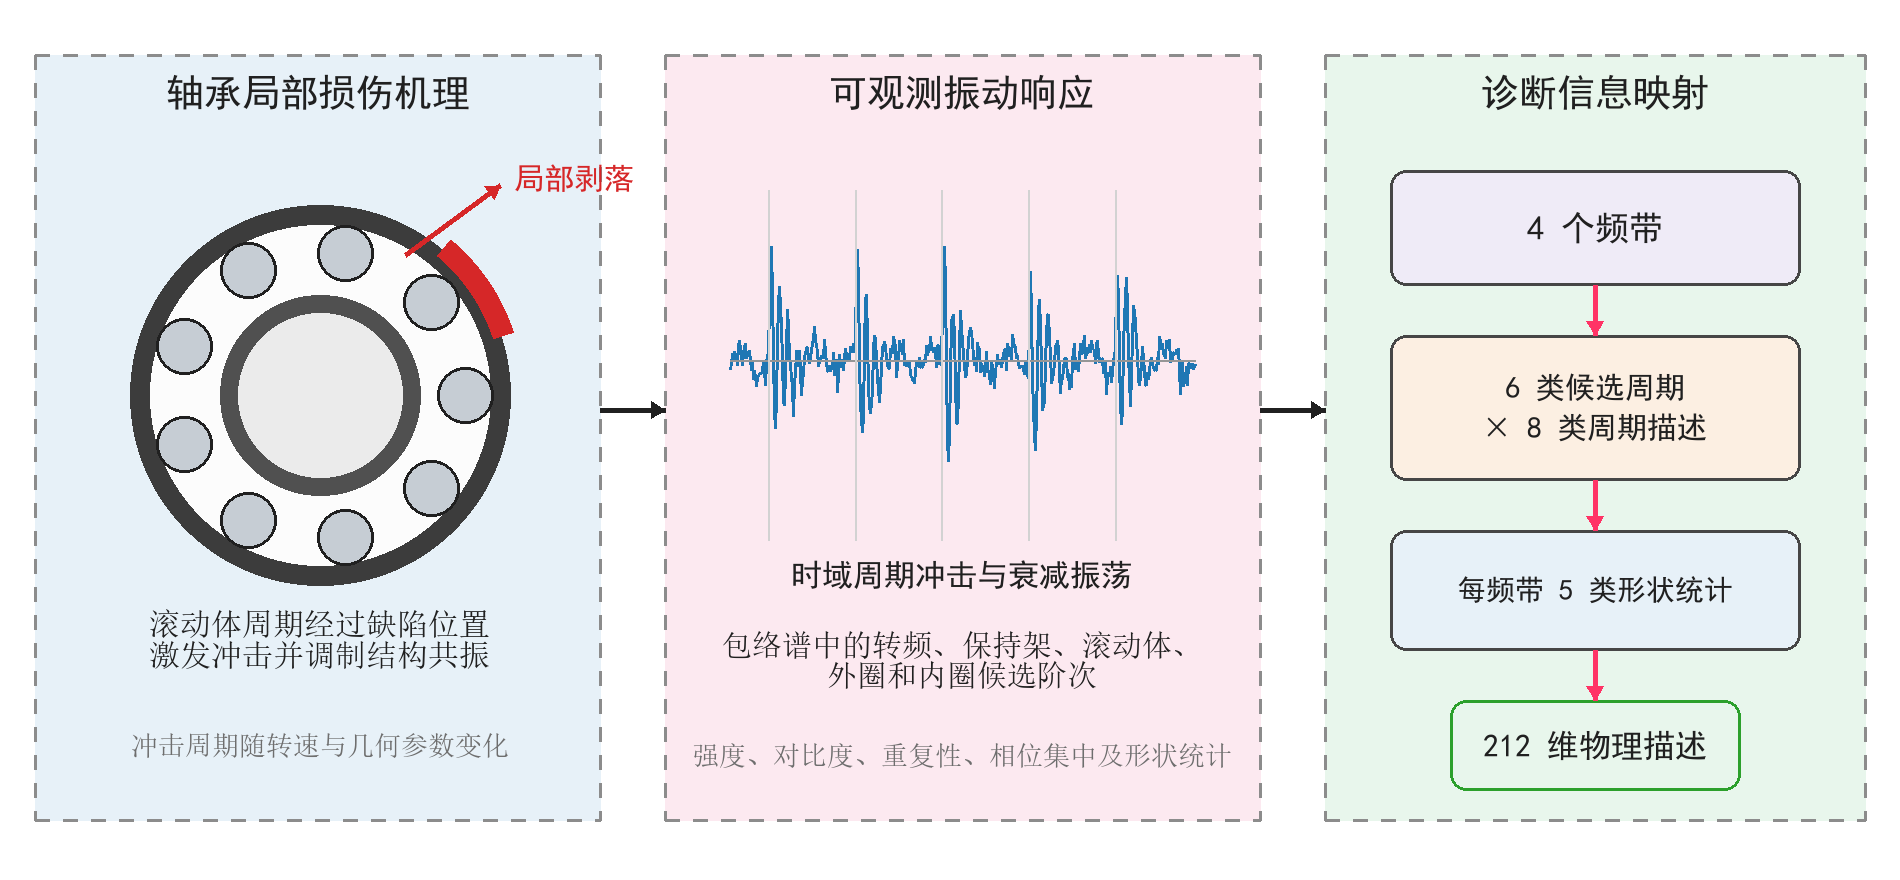 轴承局部损伤机理
局部剥落
滚动体周期经过缺陷位置
激发冲击并调制结构共振
冲击周期随转速与几何参数变化
可观测振动响应
时域周期冲击与衰减振荡
包络谱中的转频、保持架、滚动体、
外圈和内圈候选阶次
强度、对比度、重复性、相位集中及形状统计
诊断信息映射
4 个频带
6 类候选周期
× 8 类周期描述
每频带 5 类形状统计
212 维物理描述